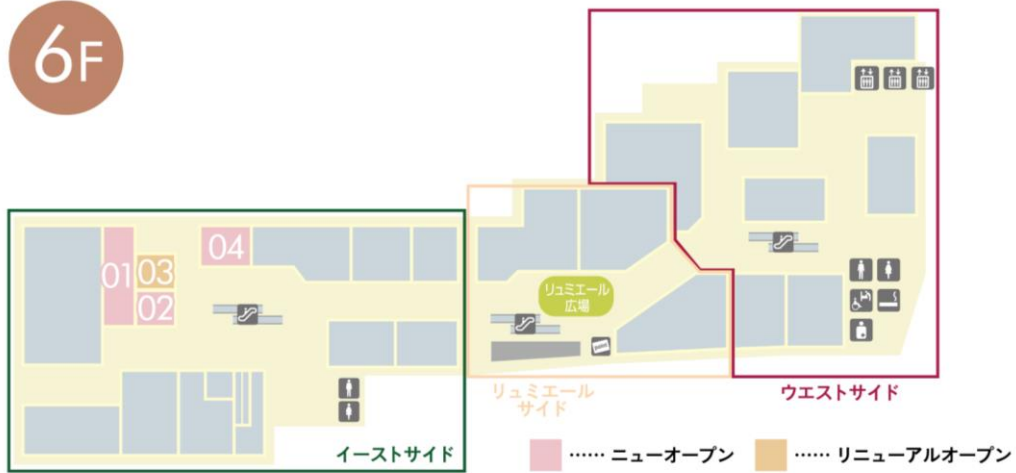 6F
04
01
03
02
リュミエール
広場
リュミエール
サイド
ウエストサイド
イーストサイド
…… ニューオープン
…… リニューアルオープン